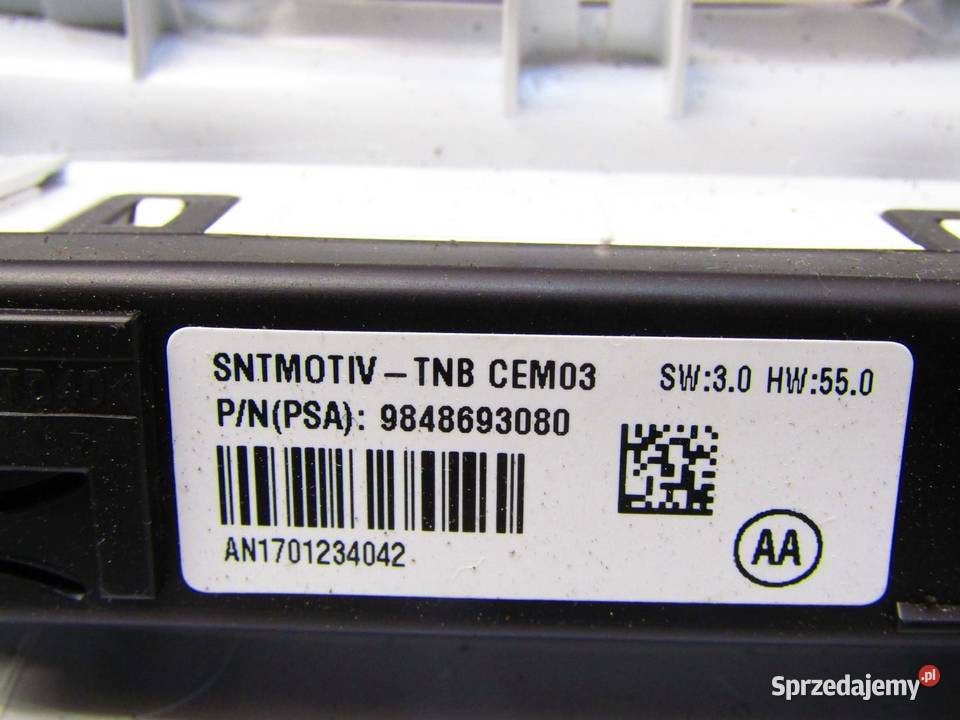 SNTMOTIV-TNB CEM03 SW:3.0 HW:55.0
P/N(PSA): 9848693080
AN1701234042
AA
Sprzedajemy.pl